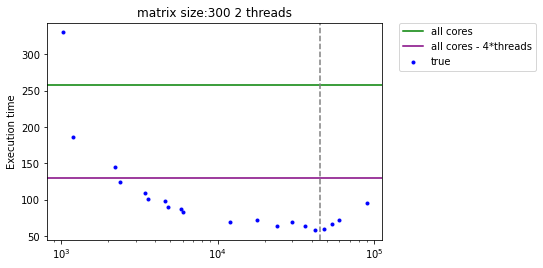 matrix size:300 2 threads
all cores
all cores - 4*threads
true
Execution time
300
250
200
150
100
50
10³ 10⁴ 10⁵